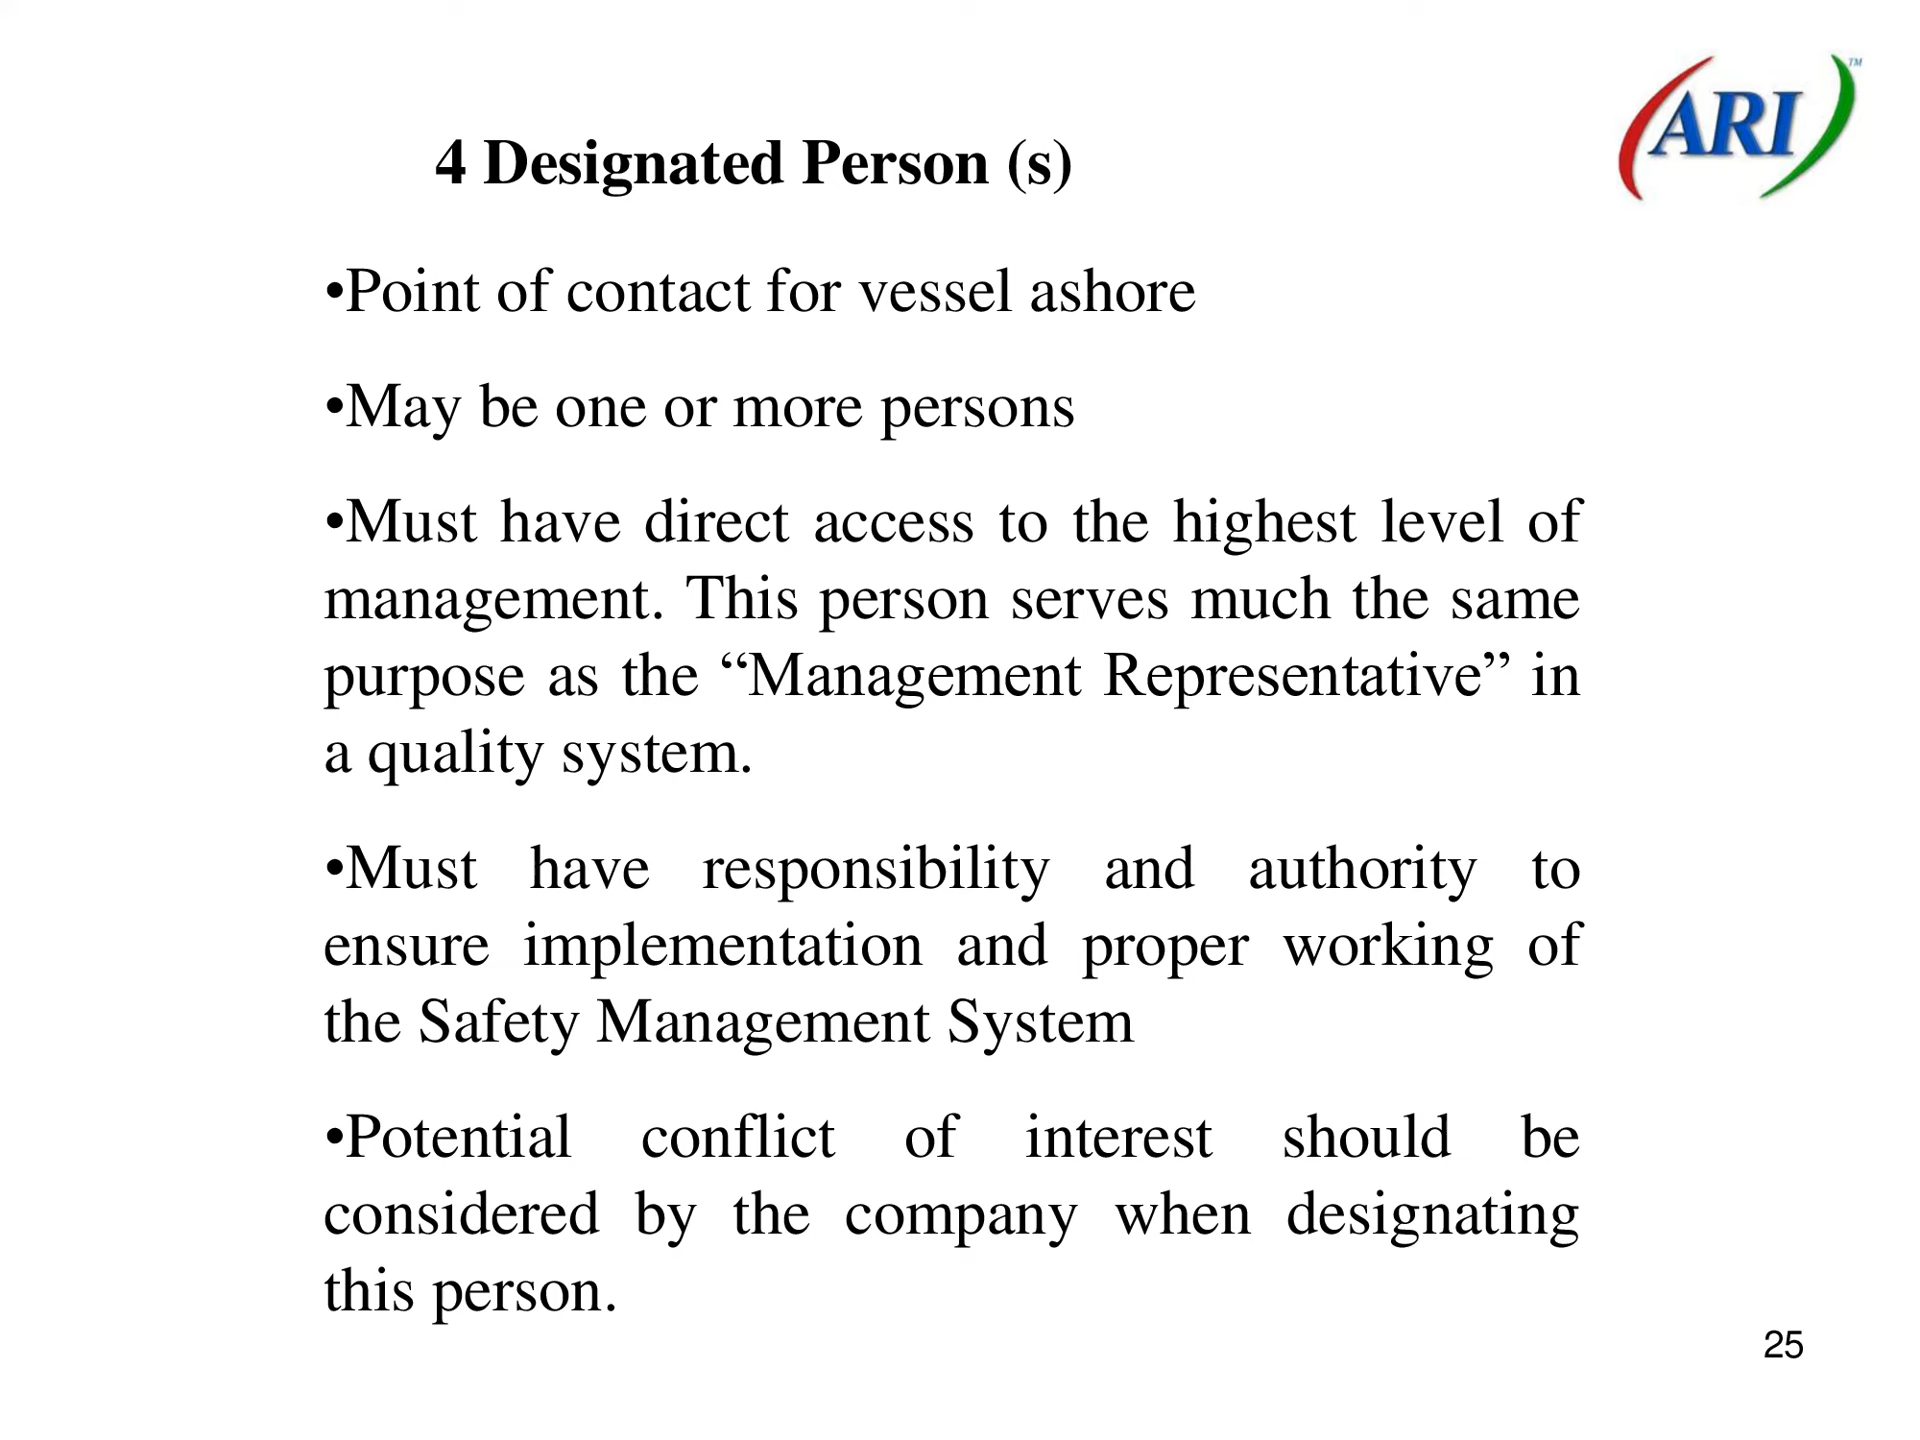 ARI
TM
4 Designated Person (s)
•Point of contact for vessel ashore
•May be one or more persons
•Must have direct access to the highest level of
management. This person serves much the same
purpose as the “Management Representative” in
a quality system.
•Must have responsibility and authority to
ensure implementation and proper working of
the Safety Management System
•Potential conflict of interest should be
considered by the company when designating
this person.
25